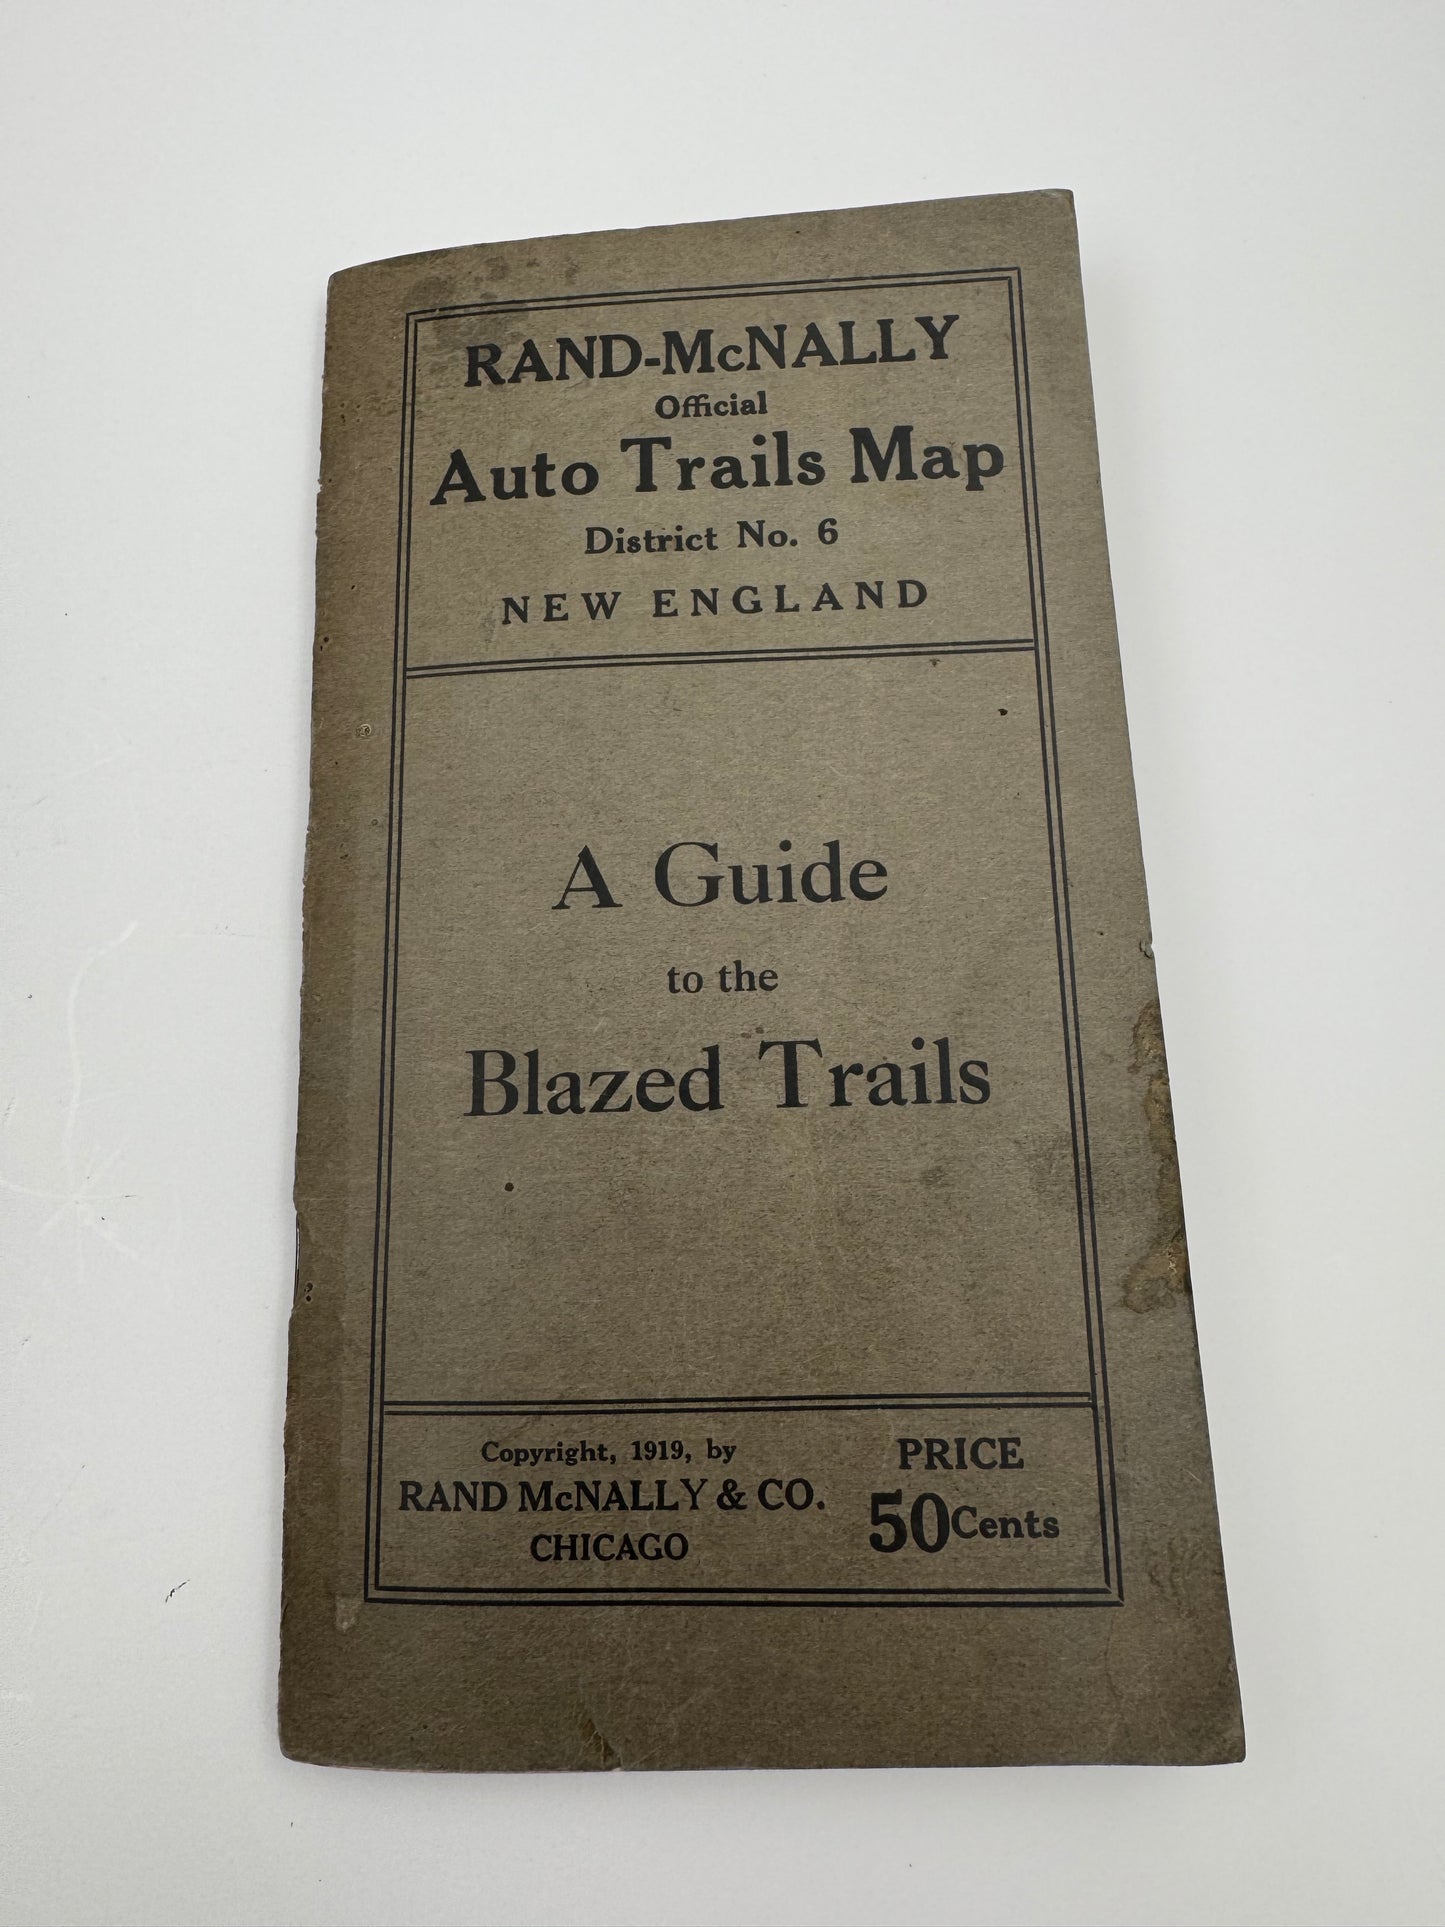 RAND-McNALLY
Official
Auto Trails Map
District No. 6
NEW ENGLAND
A Guide
to the
Blazed Trails
Copyright, 1919, by
RAND McNALLY & CO.
CHICAGO
PRICE
50 Cents